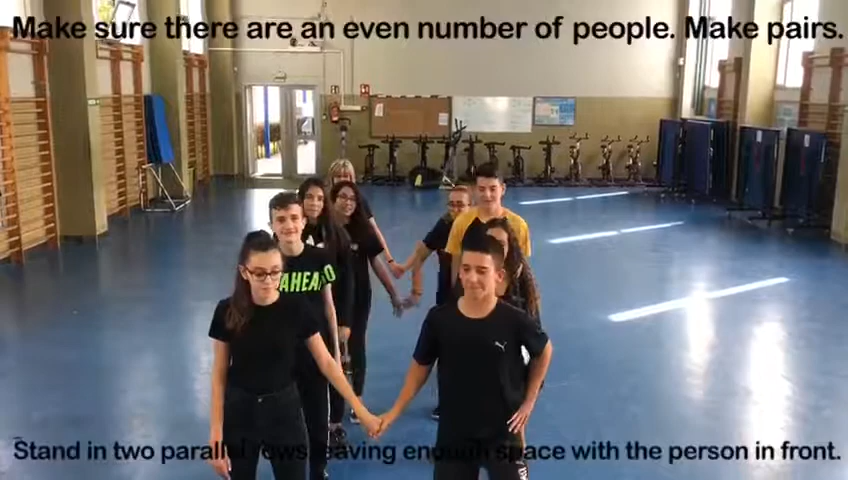 Make sure there are an even number of people. Make pairs.
AHEAD
Stand in two parallel rows leaving enough space with the person in front.